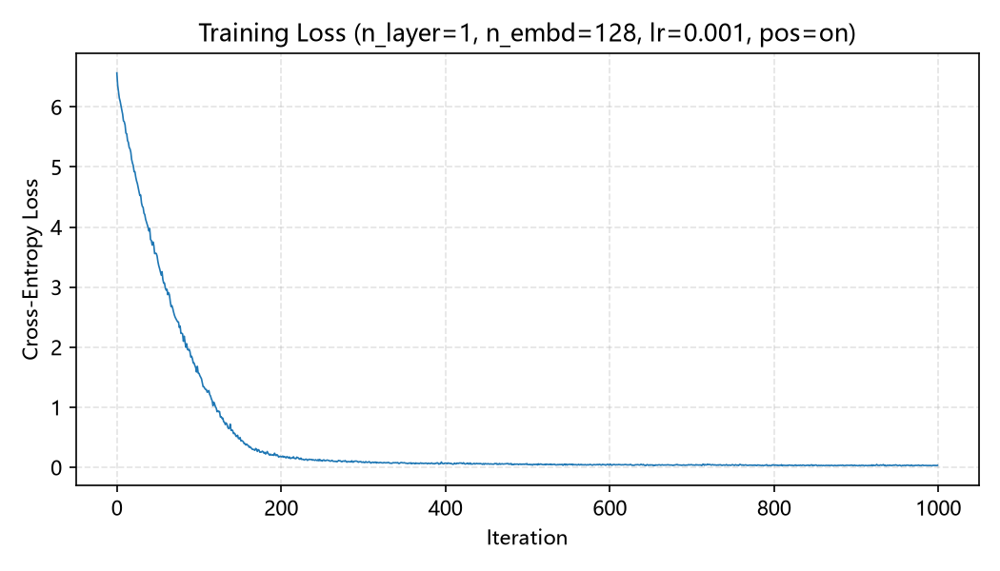 Training Loss (n_layer=1, n_embd=128, lr=0.001, pos=on)
Cross-Entropy Loss
6
5
4
3
2
1
0
0 200 400 600 800 1000
Iteration